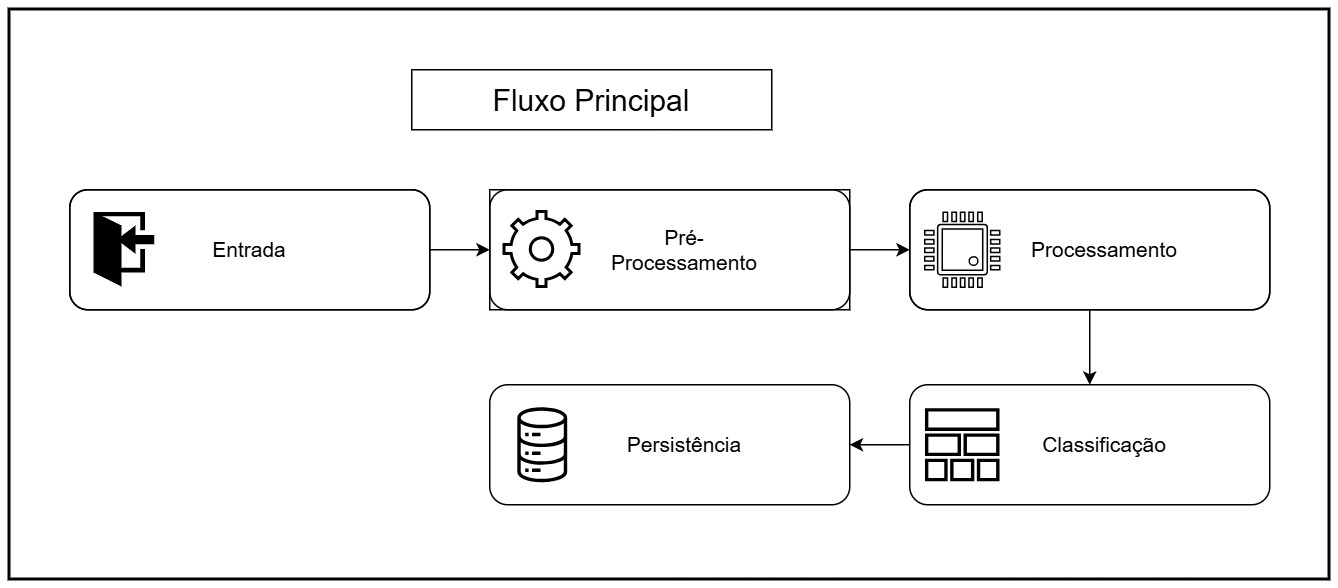 Fluxo Principal
Entrada
Pré-
Processamento
Processamento
Persistência
Classificação